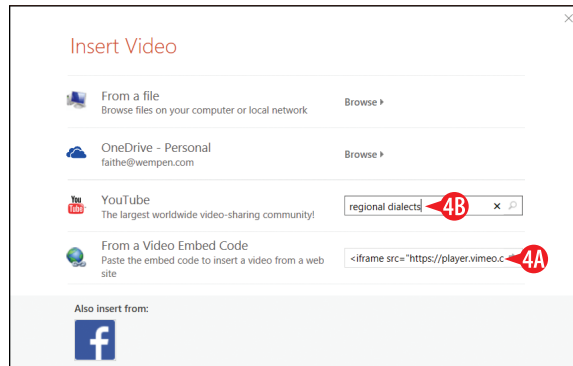 Insert Video
From a file
Browse files on your computer or local network
Browse
OneDrive - Personal
faithe@wempen.com
Browse
You
Tube
YouTube
The largest worldwide video-sharing community!
regional dialects
4B
From a Video Embed Code
Paste the embed code to insert a video from a web
site
<iframe src="https://player.vimeo.c
4A
Also insert from:
f